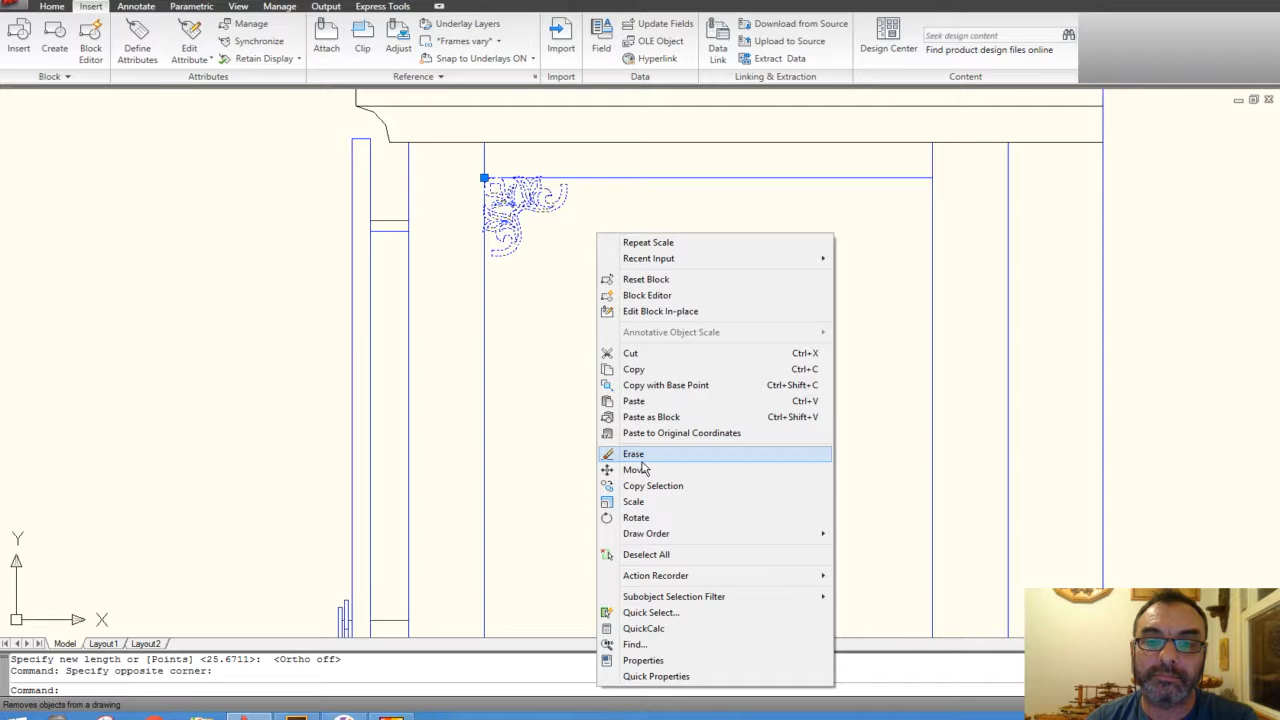 Home Insert Annotate Parametric View Manage Output Express Tools
Insert
Create
Block
Editor
Block
Define
Attributes
Edit
Attribute
Manage
Synchronize
Retain Display
Attributes
Attach
Clip
Adjust
Underlay Layers
*Frames vary*
Snap to Underlays ON
Reference
Import
Import
Field
Update Fields
OLE Object
Hyperlink
Data
Data
Link
Download from Source
Upload to Source
Extract Data
Linking & Extraction
Design Center
Seek design content
Find product design files online
Content
Repeat Scale
Recent Input
Reset Block
Block Editor
Edit Block In-place
Annotative Object Scale
Cut Ctrl+X
Copy Ctrl+C
Copy with Base Point Ctrl+Shift+C
Paste Ctrl+V
Paste as Block Ctrl+Shift+V
Paste to Original Coordinates
Erase
Move
Copy Selection
Scale
Rotate
Draw Order
Deselect All
Action Recorder
Subobject Selection Filter
Quick Select...
QuickCalc
Find...
Properties
Quick Properties
Y
X
Model Layout1 Layout2
Specify new length or [Points] <25.6711>: <Ortho off>
Command: Specify opposite corner:
Command:
Removes objects from a drawing